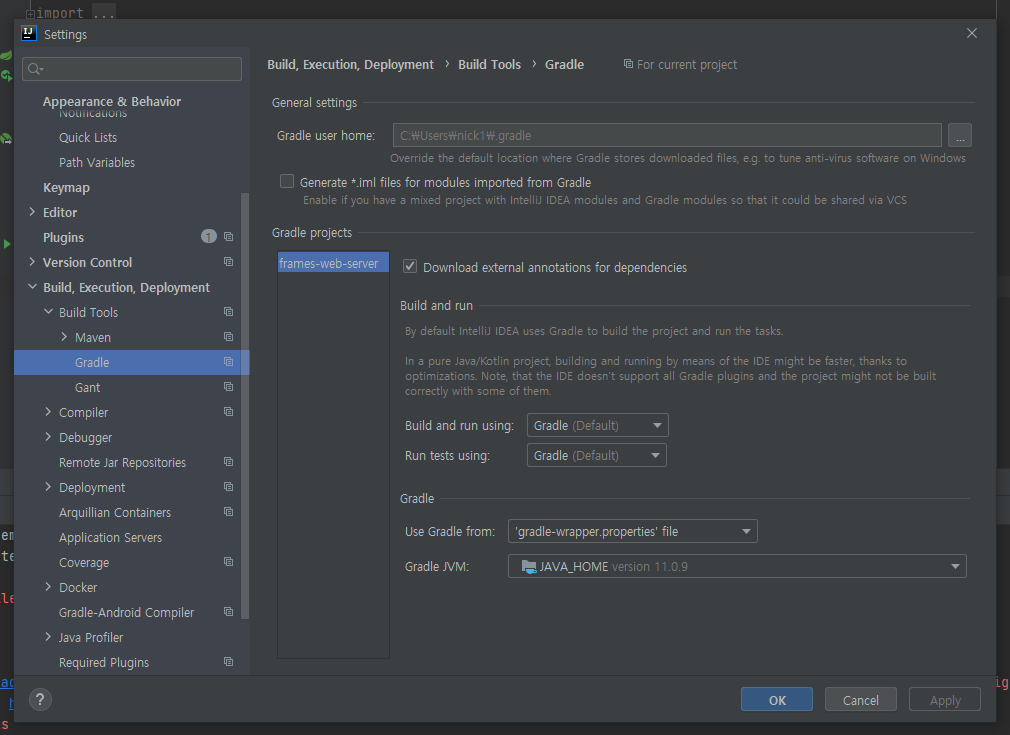 import ...
Settings
Appearance & Behavior
Notifications
Quick Lists
Path Variables
Keymap
Editor
Plugins 1
Version Control
Build, Execution, Deployment
Build Tools
Maven
Gradle
Gant
Compiler
Debugger
Remote Jar Repositories
Deployment
Arquillian Containers
Application Servers
Coverage
Docker
Gradle-Android Compiler
Java Profiler
Required Plugins
?
Build, Execution, Deployment › Build Tools › Gradle For current project
General settings
Gradle user home: C:₩Users₩nick1₩.gradle ...
Override the default location where Gradle stores downloaded files, e.g. to tune anti-virus software on Windows
Generate *.iml files for modules imported from Gradle
Enable if you have a mixed project with IntelliJ IDEA modules and Gradle modules so that it could be shared via VCS
Gradle projects
frames-web-server
Download external annotations for dependencies
Build and run
By default IntelliJ IDEA uses Gradle to build the project and run the tasks.
In a pure Java/Kotlin project, building and running by means of the IDE might be faster, thanks to
optimizations. Note, that the IDE doesn't support all Gradle plugins and the project might not be built
correctly with some of them.
Build and run using: Gradle (Default)
Run tests using: Gradle (Default)
Gradle
Use Gradle from: 'gradle-wrapper.properties' file
Gradle JVM: JAVA_HOME version 11.0.9
OK Cancel Apply